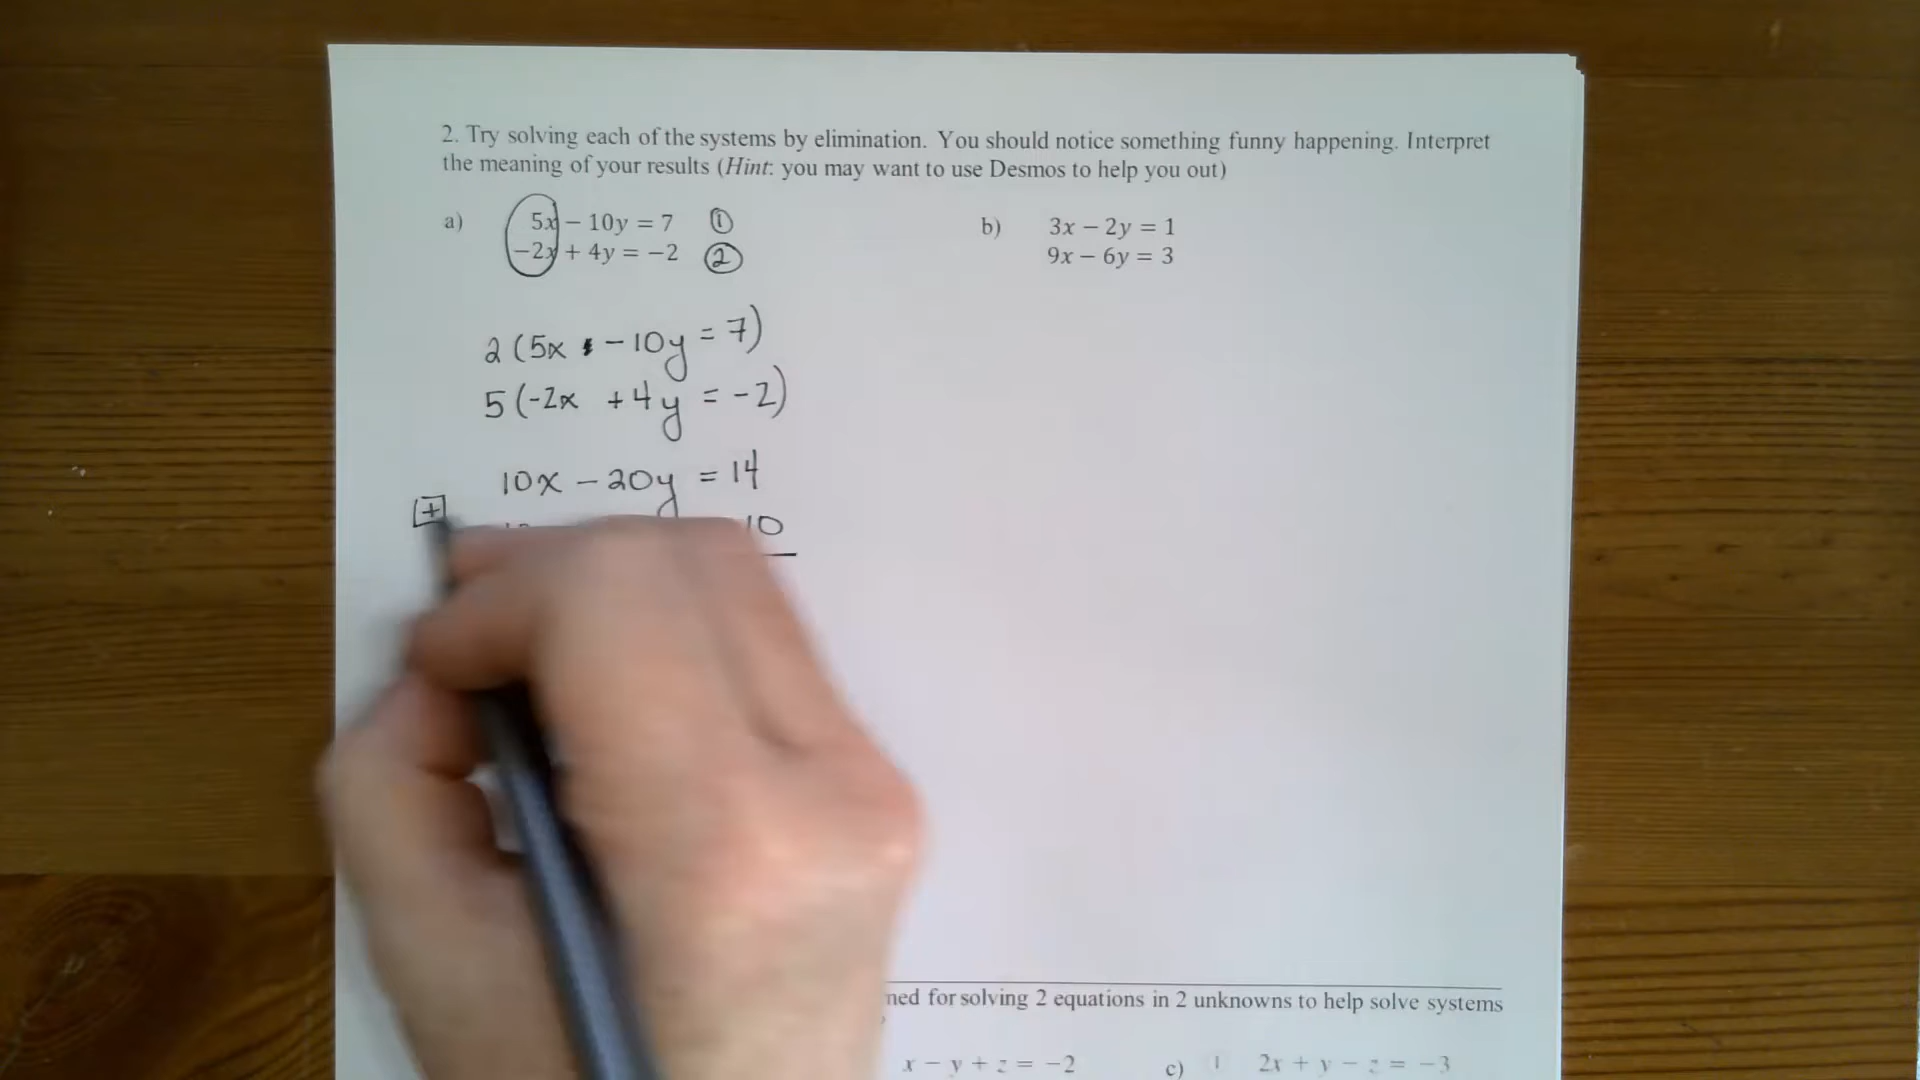 2. Try solving each of the systems by elimination. You should notice something funny happening. Interpret
the meaning of your results (Hint: you may want to use Desmos to help you out)
a) 5x − 10y = 7 ①
−2x + 4y = −2 ②
b) 3x − 2y = 1
9x − 6y = 3
2(5x −10y = 7)
5(-2x +4y = -2)
10x − 20y = 14
+
10
for solving 2 equations in 2 unknowns to help solve systems
x − y + z = −2
c) 2x + y − z = −3